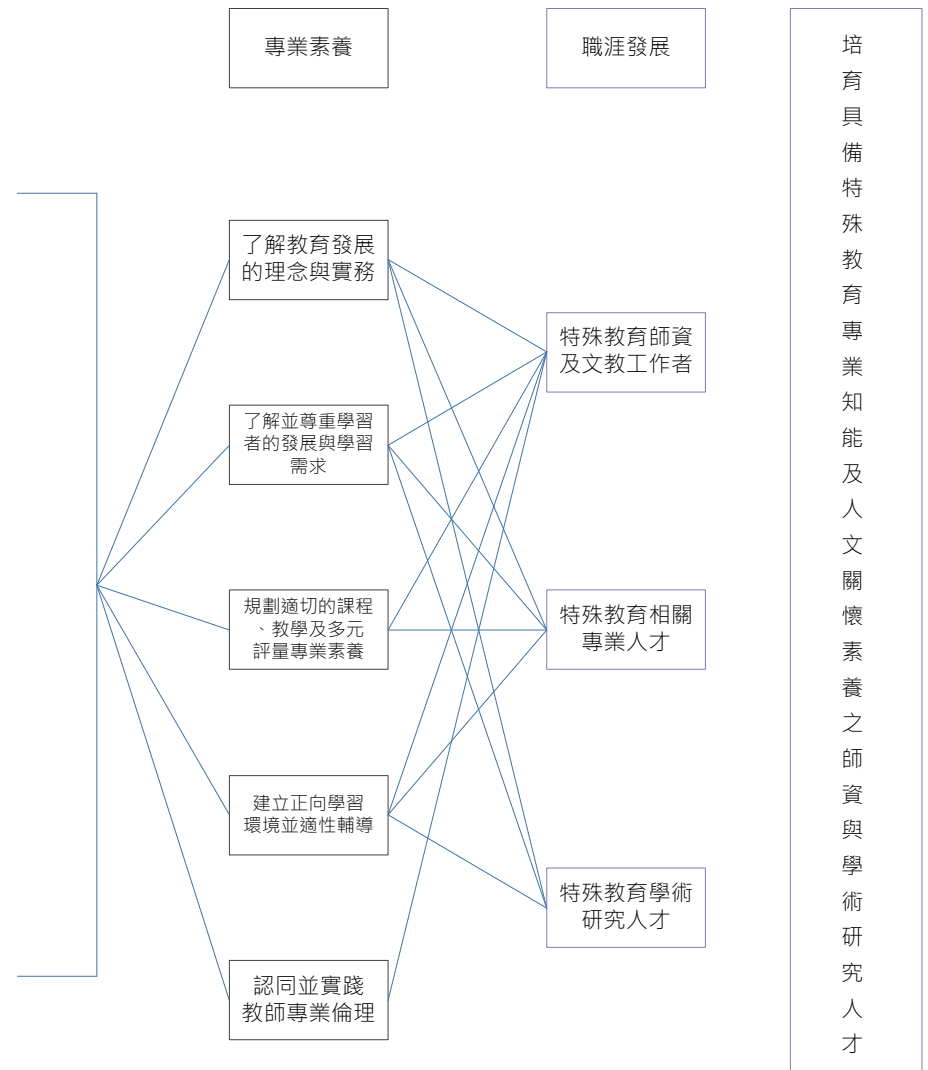 專業素養
職涯發展
了解教育發展
的理念與實務
了解並尊重學習
者的發展與學習
需求
規劃適切的課程
、教學及多元
評量專業素養
建立正向學習
環境並適性輔導
認同並實踐
教師專業倫理
特殊教育師資
及文教工作者
特殊教育相關
專業人才
特殊教育學術
研究人才
培育具備特殊教育專業知能及人文關懷素養之師資與學術研究人才